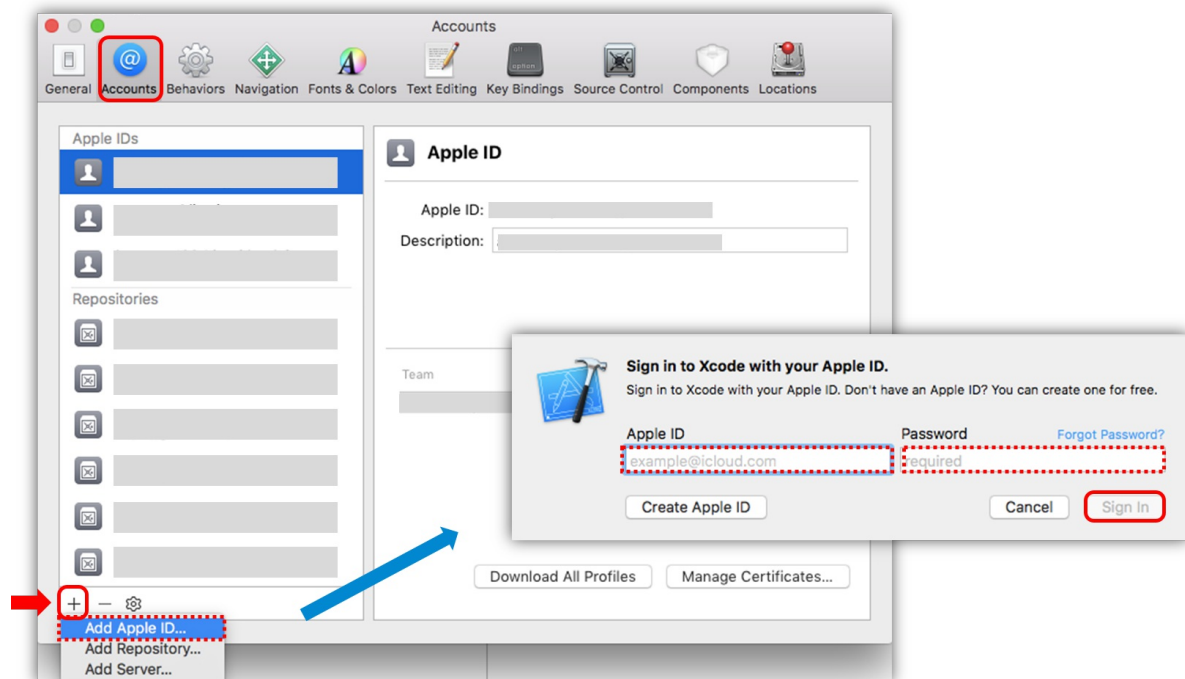 Accounts
General Accounts Behaviors Navigation Fonts & Colors Text Editing Key Bindings Source Control Components Locations
Apple IDs
Repositories
Add Apple ID...
Add Repository...
Add Server...
Apple ID
Apple ID:
Description:
Team
Download All Profiles
Manage Certificates...
Sign in to Xcode with your Apple ID.
Sign in to Xcode with your Apple ID. Don't have an Apple ID? You can create one for free.
Apple ID
Password
Forgot Password?
example@icloud.com
required
Create Apple ID
Cancel
Sign In
alt
option